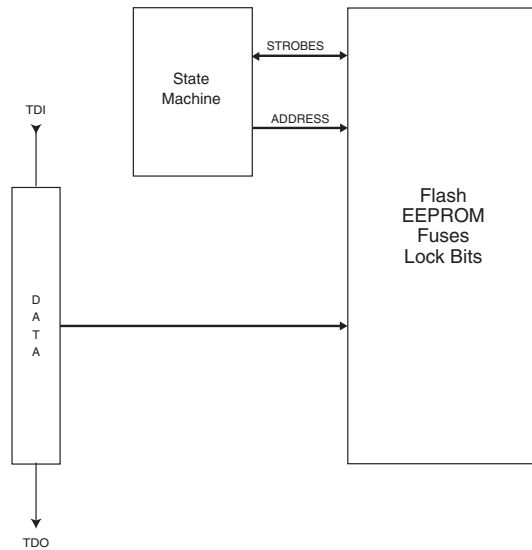 STROBES
State
Machine
ADDRESS
TDI
Flash
EEPROM
Fuses
Lock Bits
D
A
T
A
TDO